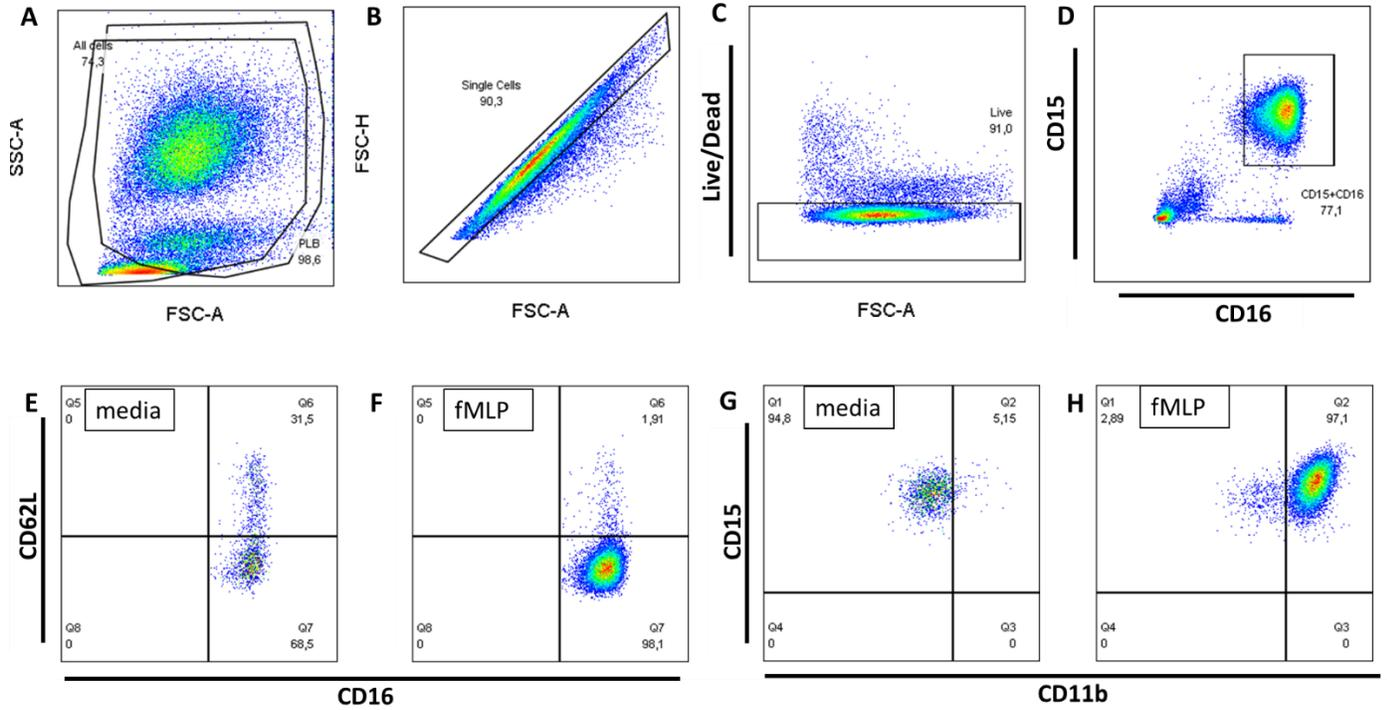 A
All cells
74,3
PLB
98,6
SSC-A
FSC-A
B
Single Cells
90,3
FSC-H
FSC-A
C
Live
91,0
Live/Dead
FSC-A
D
CD15+CD16
77,1
CD15
CD16
E
Q5
0
media
Q6
31,5
Q8
0
Q7
68,5
CD62L
F
Q5
0
fMLP
Q6
1,91
Q8
0
Q7
98,1
CD16
G
Q1
94,8
media
Q2
5,15
Q4
0
Q3
0
CD15
H
Q1
2,89
fMLP
Q2
97,1
Q4
0
Q3
0
CD11b